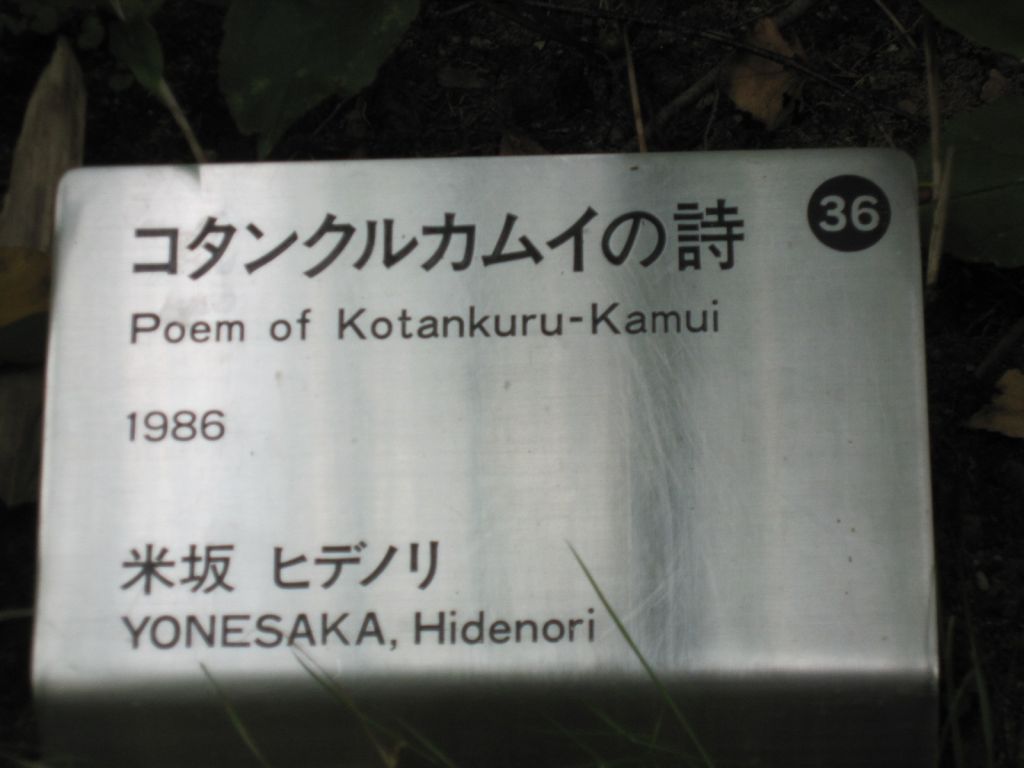 コタンクルカムイの詩 36
Poem of Kotankuru-Kamui
1986
米坂 ヒデノリ
YONESAKA, Hidenori